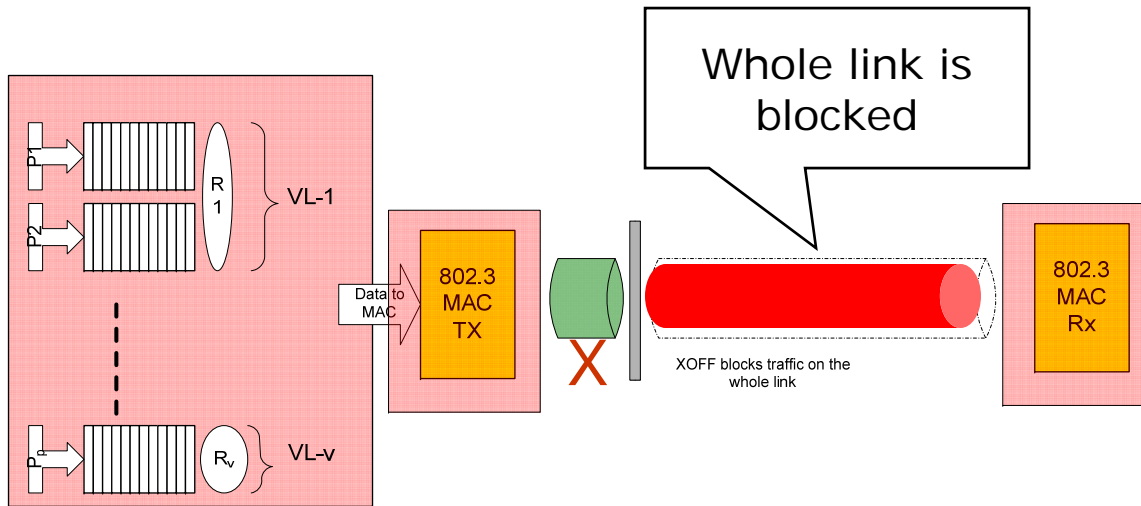 Whole link is
blocked
P1
R
1
VL-1
P2
Data to
MAC
802.3
MAC
TX
802.3
MAC
Rx
XOFF blocks traffic on the
whole link
Pp
Rv
VL-v